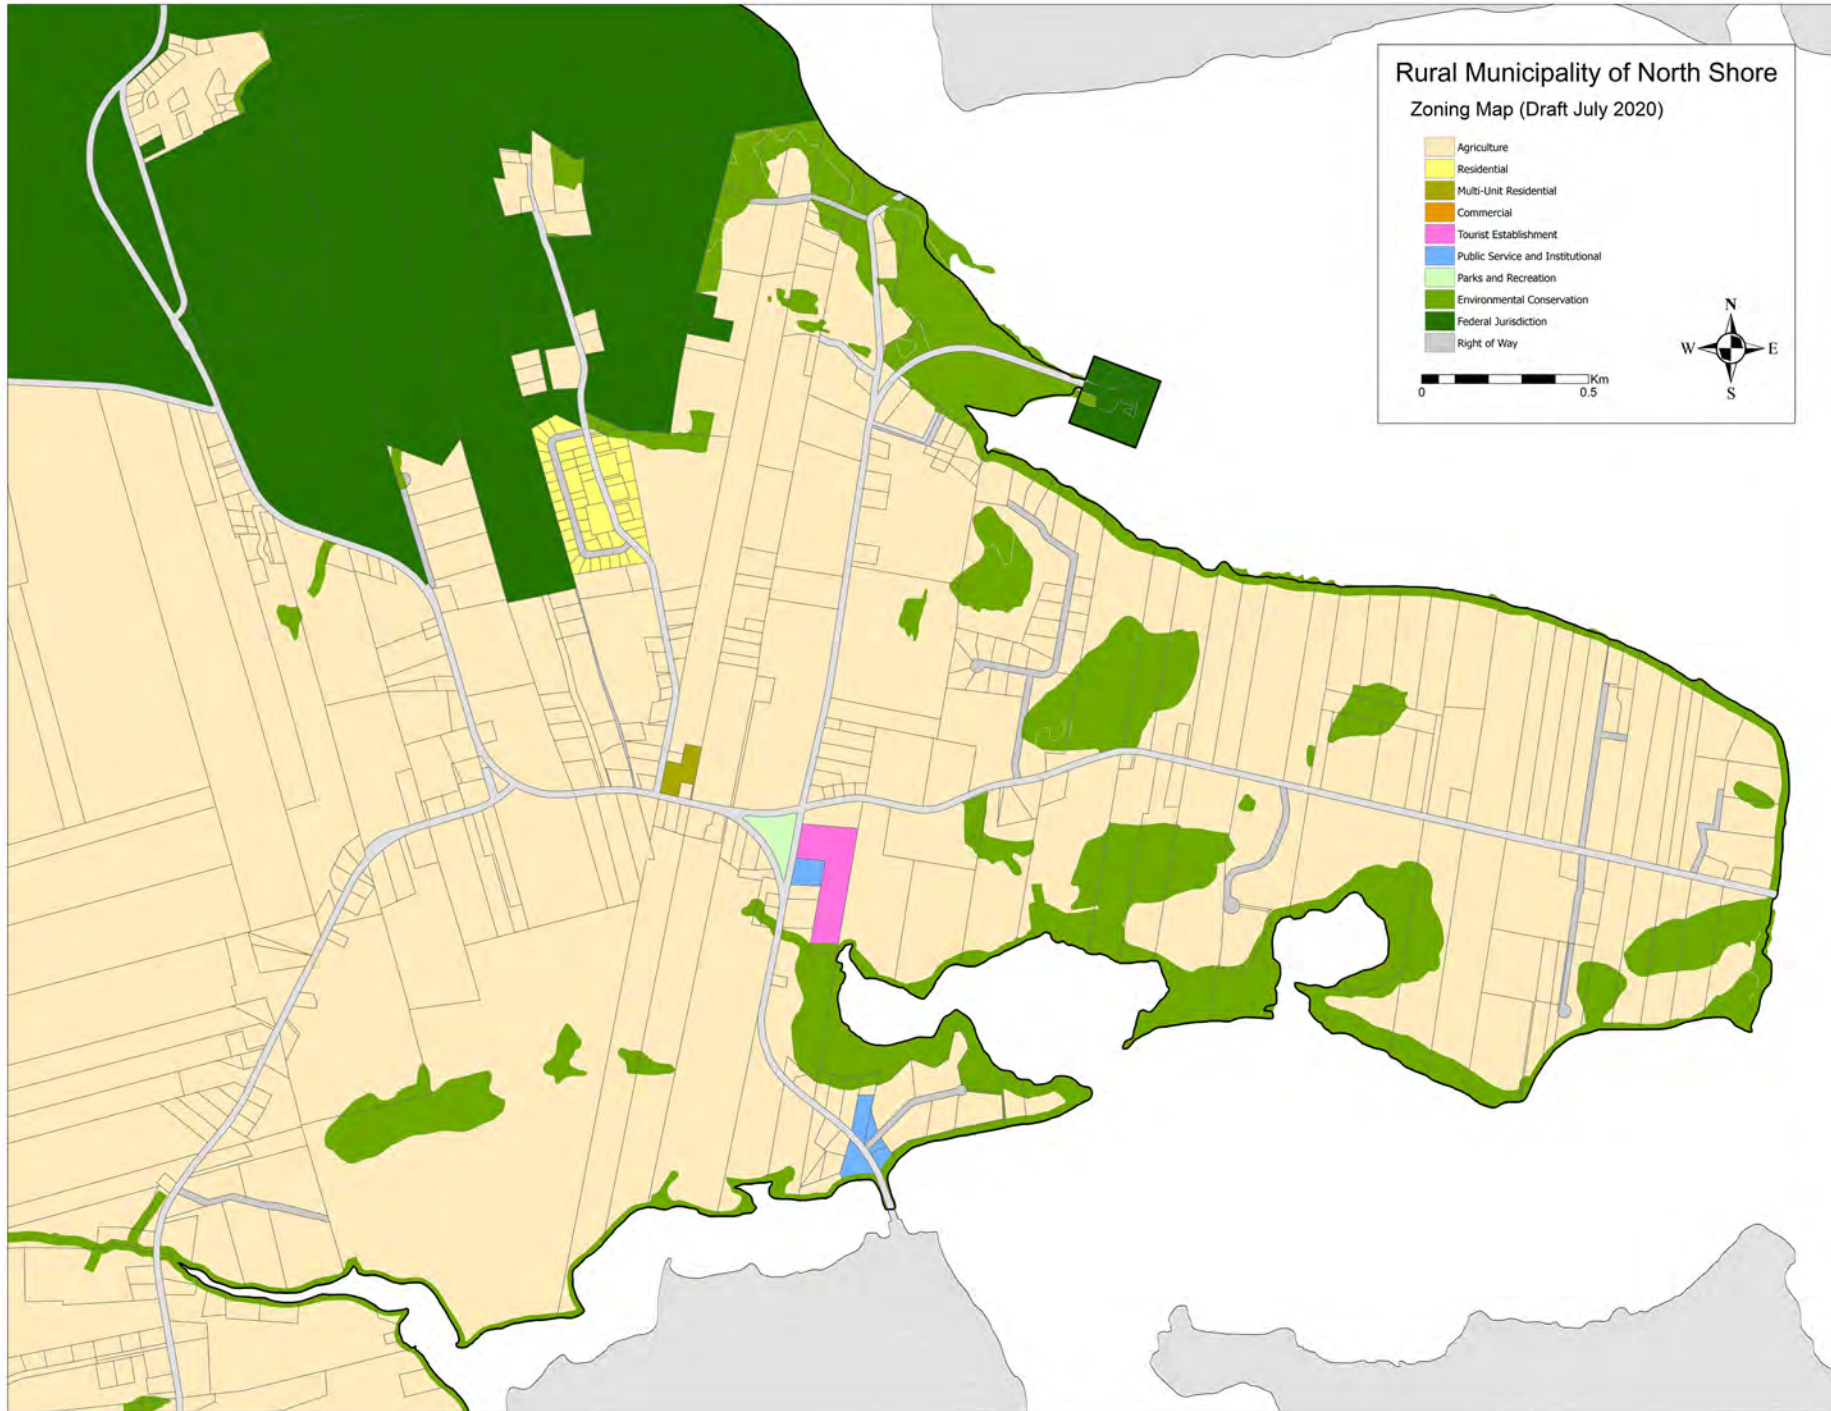 Rural Municipality of North Shore
Zoning Map (Draft July 2020)
Agriculture
Residential
Multi-Unit Residential
Commercial
Tourist Establishment
Public Service and Institutional
Parks and Recreation
Environmental Conservation
Federal Jurisdiction
Right of Way
N
W E
S
Km
0 0.5